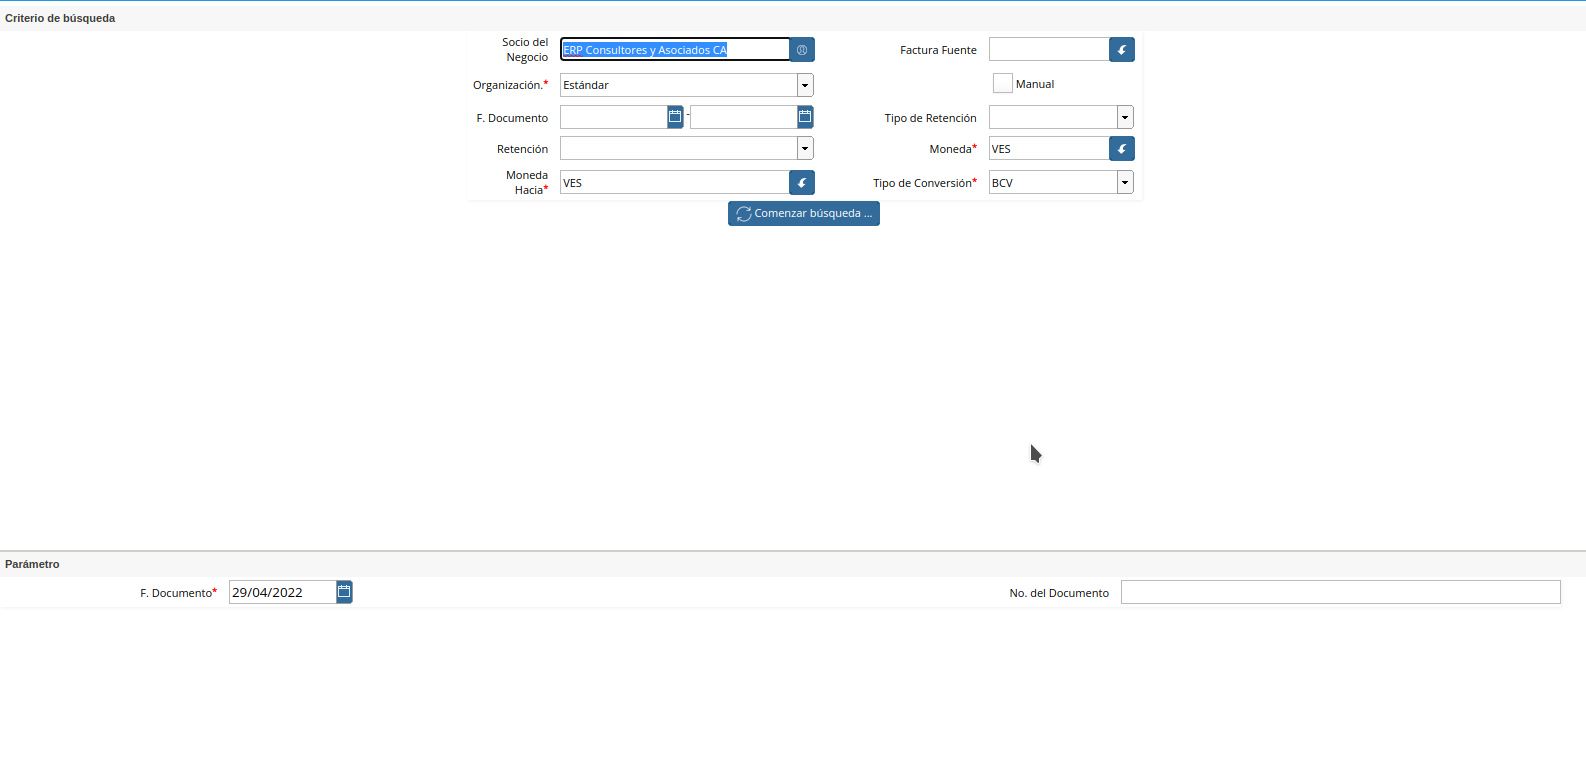 Criterio de búsqueda
Socio del
Negocio
ERP Consultores y Asociados CA
Factura Fuente
Organización.*
Estándar
Manual
F. Documento
-
Tipo de Retención
Retención
Moneda*
VES
Moneda
Hacia*
VES
Tipo de Conversión*
BCV
Comenzar búsqueda ...
Parámetro
F. Documento*
29/04/2022
No. del Documento